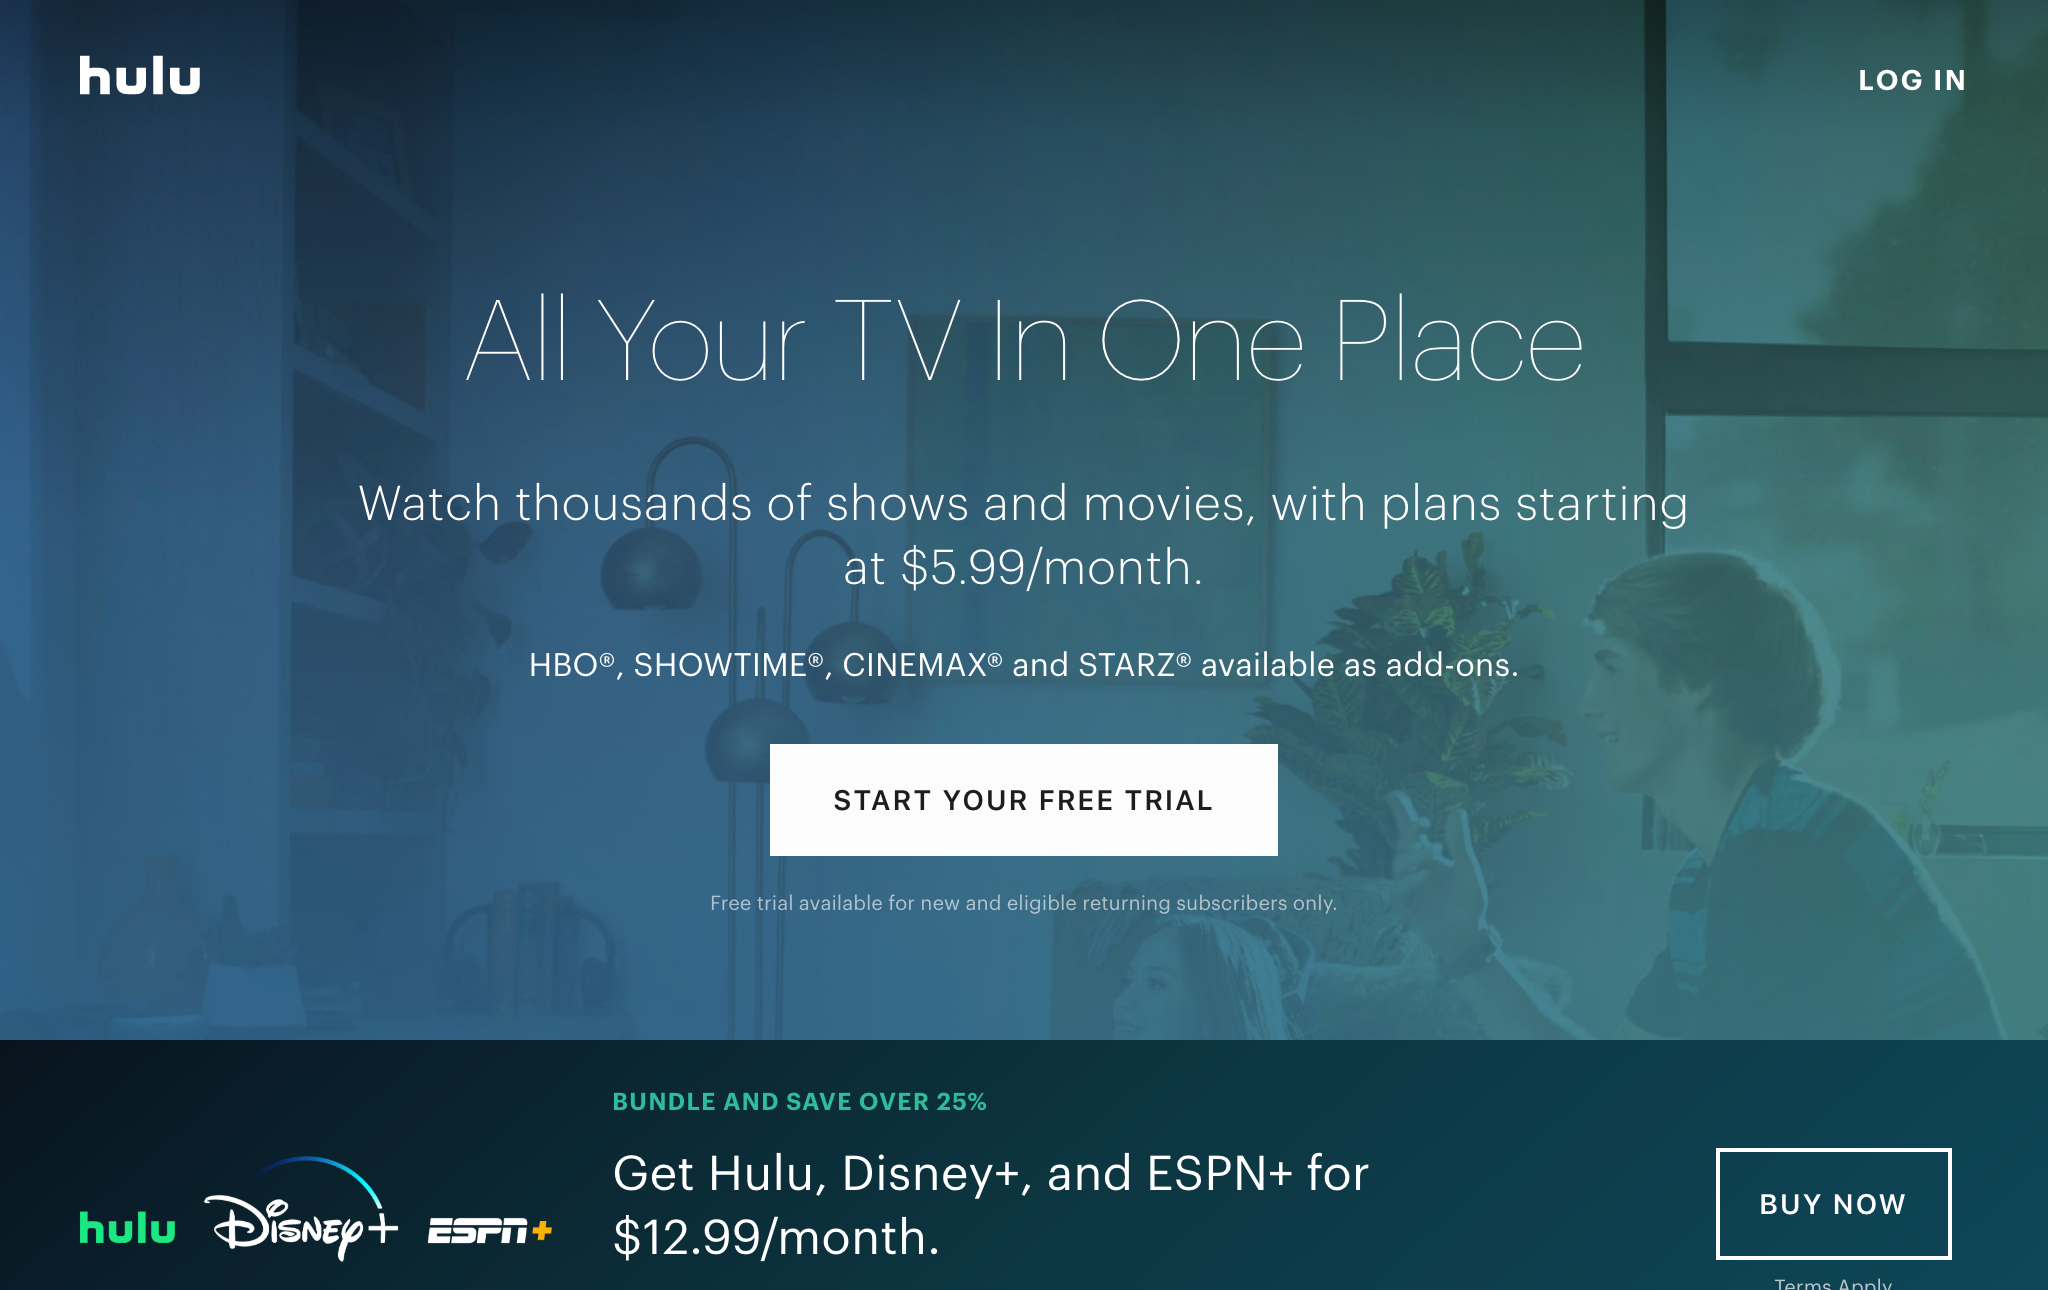 hulu
LOG IN
All Your TV In One Place
Watch thousands of shows and movies, with plans starting
at $5.99/month.
HBO®, SHOWTIME®, CINEMAX® and STARZ® available as add-ons.
START YOUR FREE TRIAL
Free trial available for new and eligible returning subscribers only.
BUNDLE AND SAVE OVER 25%
hulu Disney+ ESPN+
Get Hulu, Disney+, and ESPN+ for
$12.99/month.
BUY NOW
Terms Apply